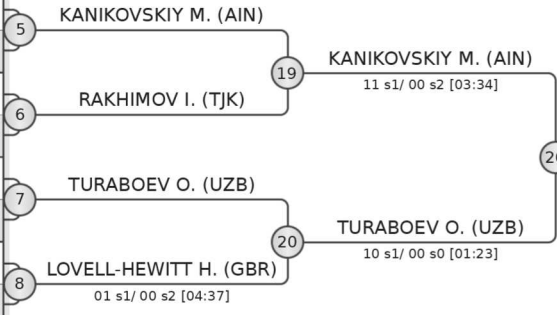 KANIKOVSKIY M. (AIN)
5
19
KANIKOVSKIY M. (AIN)
11 s1/ 00 s2 [03:34]
RAKHIMOV I. (TJK)
6
TURABOEV O. (UZB)
7
20
TURABOEV O. (UZB)
10 s1/ 00 s0 [01:23]
LOVELL-HEWITT H. (GBR)
8
01 s1/ 00 s2 [04:37]